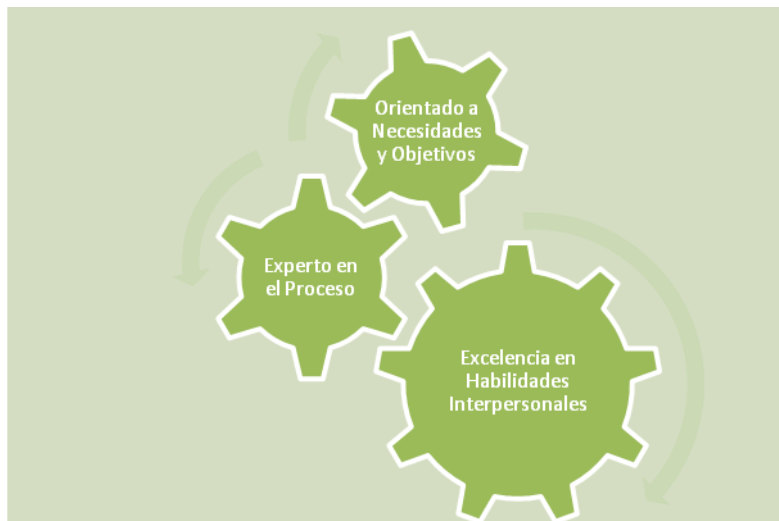 Orientado a
Necesidades
y Objetivos
Experto en
el Proceso
Excelencia en
Habilidades
Interpersonales